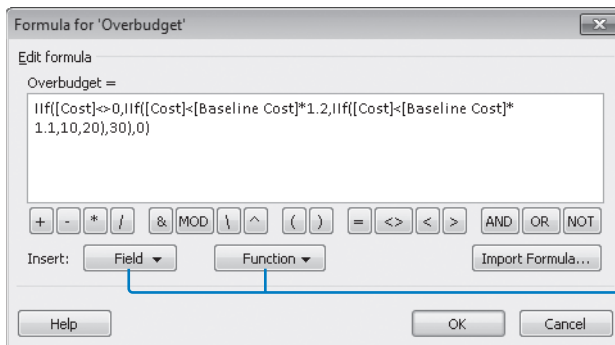 Formula for 'Overbudget'
Edit formula
Overbudget =
IIf([Cost]<>0,IIf([Cost]<[Baseline Cost]*1.2,IIf([Cost]<[Baseline Cost]*
1.1,10,20),30),0)
+ - * / & MOD \ ^ ( ) = <> < > AND OR NOT
Insert: Field Function Import Formula...
Help OK Cancel